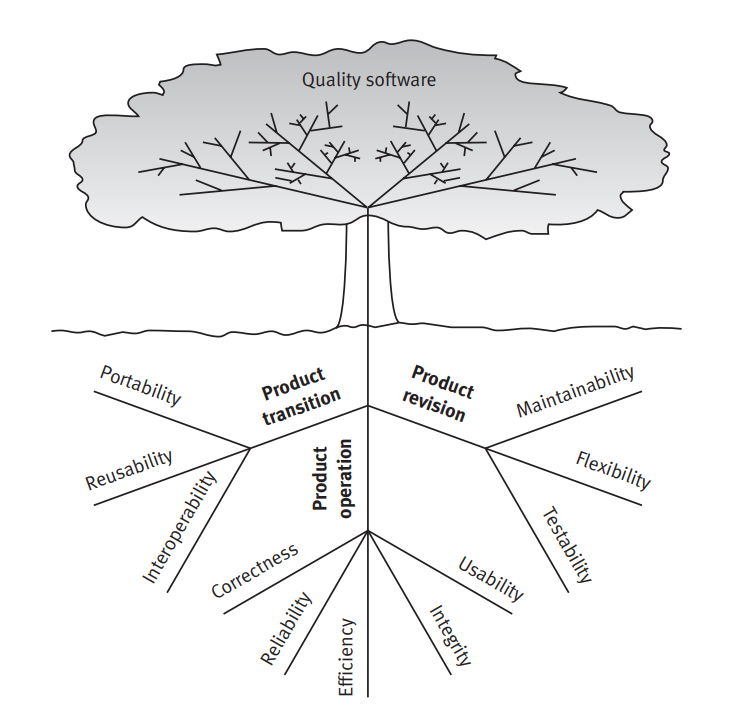 Quality software
Product
transition
Product
revision
Portability
Reusability
Interoperability
Maintainability
Flexibility
Testability
Product
operation
Correctness
Reliability
Efficiency
Integrity
Usability